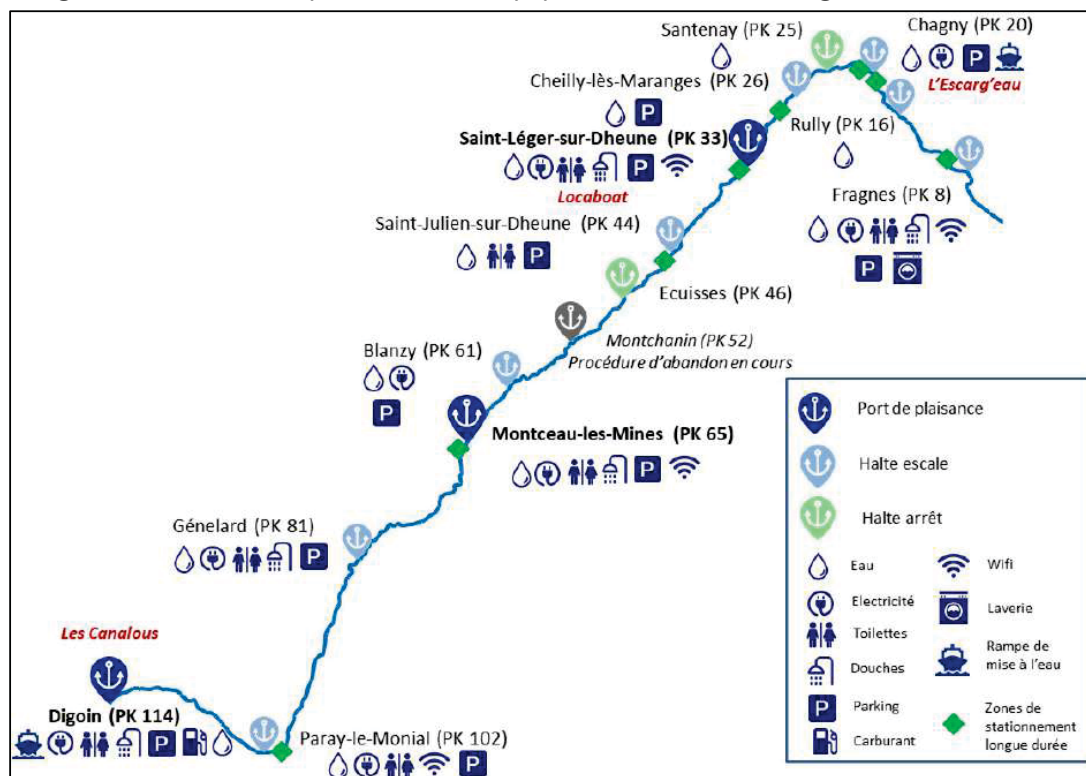 Santenay (PK 25)
Chagny (PK 20)
L'Escarg'eau
Cheilly-lès-Maranges (PK 26)
P
P
Saint-Léger-sur-Dheune (PK 33)
P
Locaboat
Rully (PK 16)
Fragnes (PK 8)
P
Saint-Julien-sur-Dheune (PK 44)
P
Ecuisses (PK 46)
Montchanin (PK 52)
Procédure d'abandon en cours
Blanzy (PK 61)
P
Montceau-les-Mines (PK 65)
P
Génelard (PK 81)
P
Les Canalous
Digoin (PK 114)
P
Paray-le-Monial (PK 102)
P
Port de plaisance
Halte escale
Halte arrêt
Eau
Wifi
Electricité
Laverie
Toilettes
Rampe de
mise à l'eau
Douches
P Parking
Zones de
stationnement
longue durée
Carburant